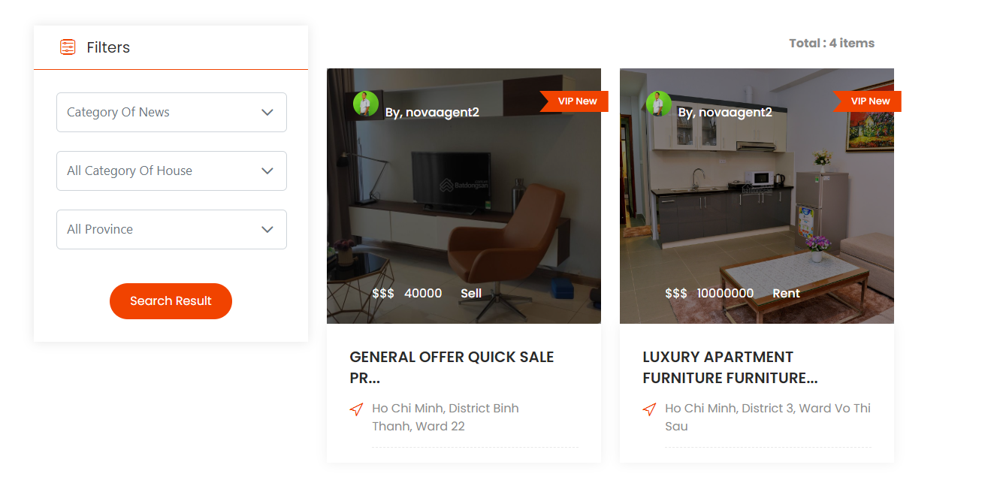 Filters
Category Of News
All Category Of House
All Province
Search Result
Total : 4 items
By, novaagent2
VIP New
Batdongsan
$$$ 40000 Sell
GENERAL OFFER QUICK SALE
PR...
Ho Chi Minh, District Binh
Thanh, Ward 22
By, novaagent2
VIP New
Batdongsan
$$$ 10000000 Rent
LUXURY APARTMENT
FURNITURE FURNITURE...
Ho Chi Minh, District 3, Ward Vo Thi
Sau